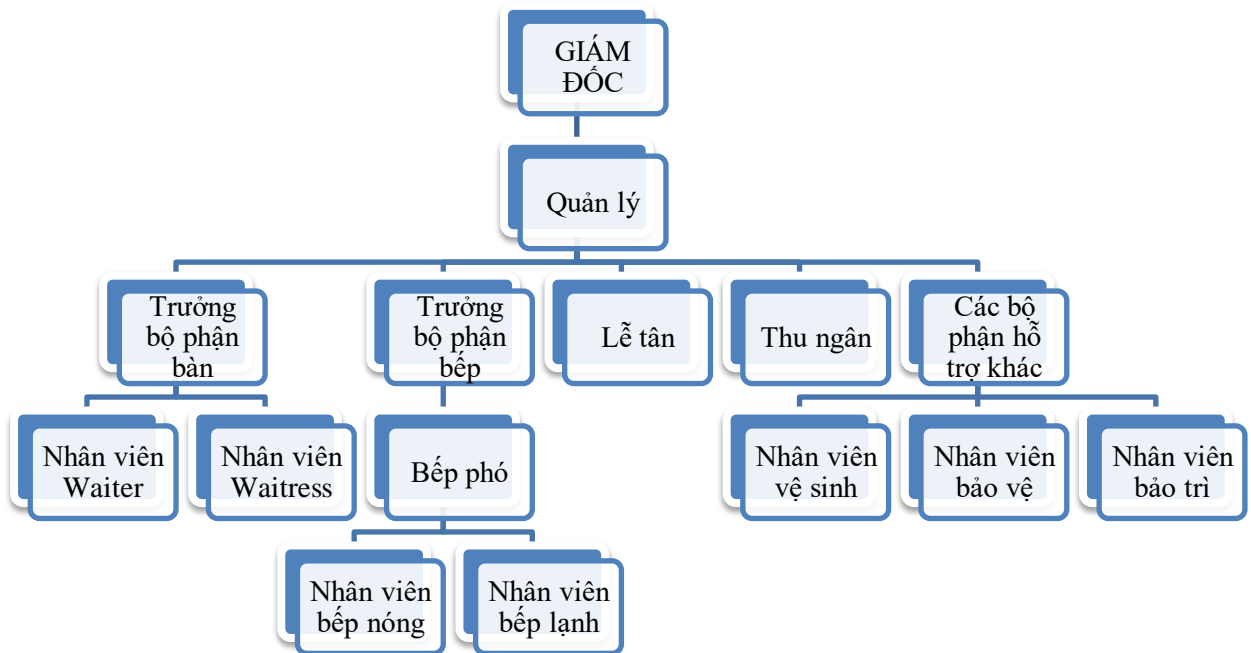 GIÁM
ĐỐC
Quản lý
Trưởng
bộ phận
bàn
Trưởng
bộ phận
bếp
Lễ tân
Thu ngân
Các bộ
phận hỗ
trợ khác
Nhân viên
Waiter
Nhân viên
Waitress
Bếp phó
Nhân viên
vệ sinh
Nhân viên
bảo vệ
Nhân viên
bảo trì
Nhân viên
bếp nóng
Nhân viên
bếp lạnh